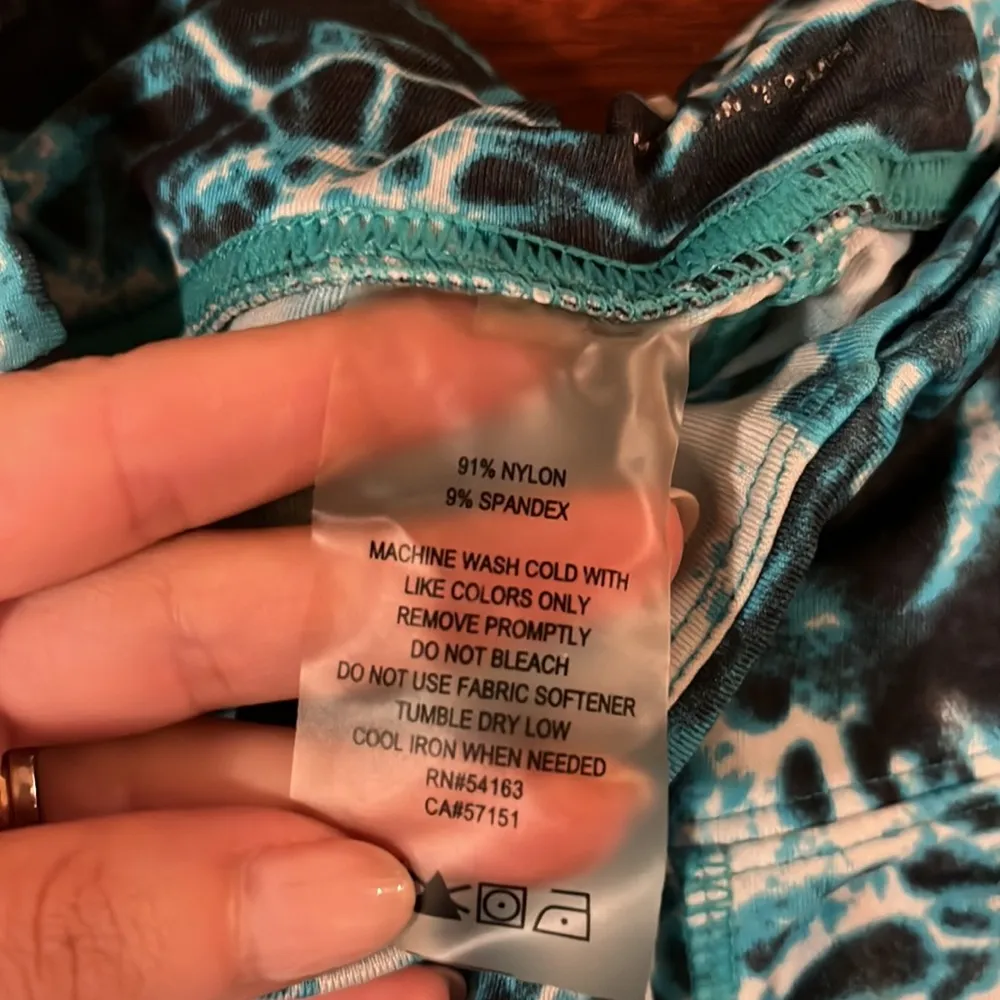 91% NYLON
9% SPANDEX
MACHINE WASH COLD WITH
LIKE COLORS ONLY
REMOVE PROMPTLY
DO NOT BLEACH
DO NOT USE FABRIC SOFTENER
TUMBLE DRY LOW
COOL IRON WHEN NEEDED
RN#54163
CA#57151